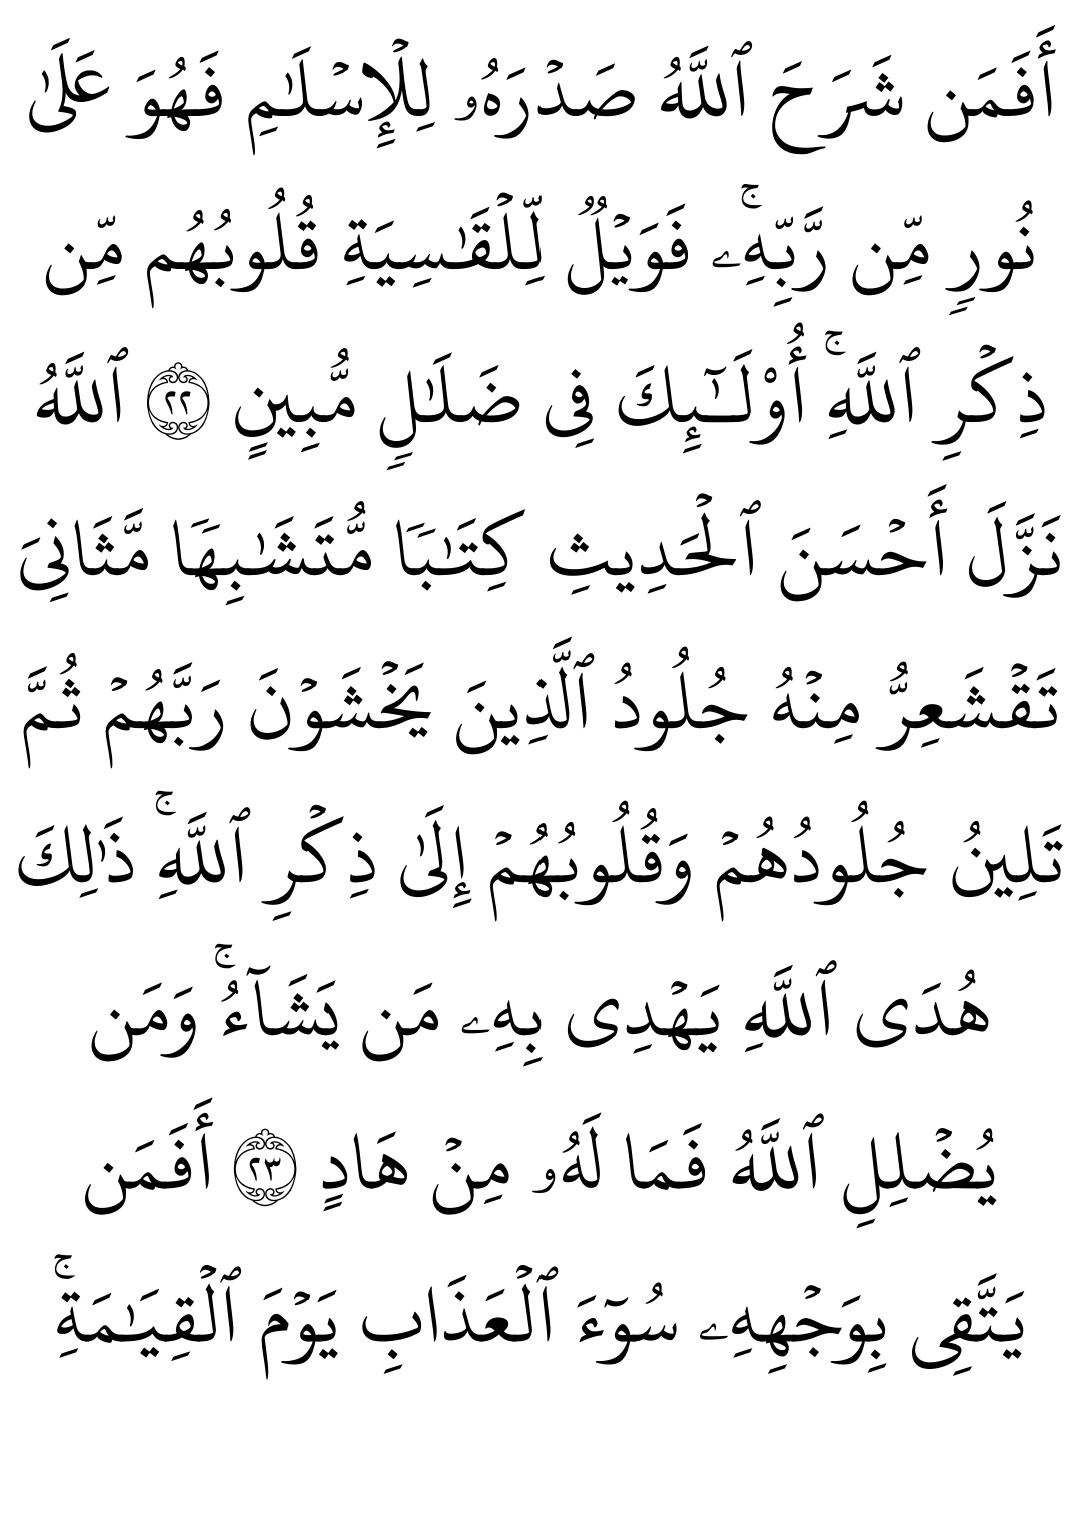 أَفَمَن شَرَحَ ٱللَّهُ صَدۡرَهُۥ لِلۡإِسۡلَٰمِ فَهُوَ عَلَىٰ
نُورٖ مِّن رَّبِّهِۦۚ فَوَيۡلٞ لِّلۡقَٰسِيَةِ قُلُوبُهُم مِّن
ذِكۡرِ ٱللَّهِۚ أُوْلَٰٓئِكَ فِي ضَلَٰلٖ مُّبِينٍ ٢٢ ٱللَّهُ
نَزَّلَ أَحۡسَنَ ٱلۡحَدِيثِ كِتَٰبٗا مُّتَشَٰبِهٗا مَّثَانِيَ
تَقۡشَعِرُّ مِنۡهُ جُلُودُ ٱلَّذِينَ يَخۡشَوۡنَ رَبَّهُمۡ ثُمَّ
تَلِينُ جُلُودُهُمۡ وَقُلُوبُهُمۡ إِلَىٰ ذِكۡرِ ٱللَّهِۚ ذَٰلِكَ
هُدَى ٱللَّهِ يَهۡدِي بِهِۦ مَن يَشَآءُۚ وَمَن
يُضۡلِلِ ٱللَّهُ فَمَا لَهُۥ مِنۡ هَادٍ ٢٣ أَفَمَن
يَتَّقِي بِوَجۡهِهِۦ سُوٓءَ ٱلۡعَذَابِ يَوۡمَ ٱلۡقِيَٰمَةِۚ